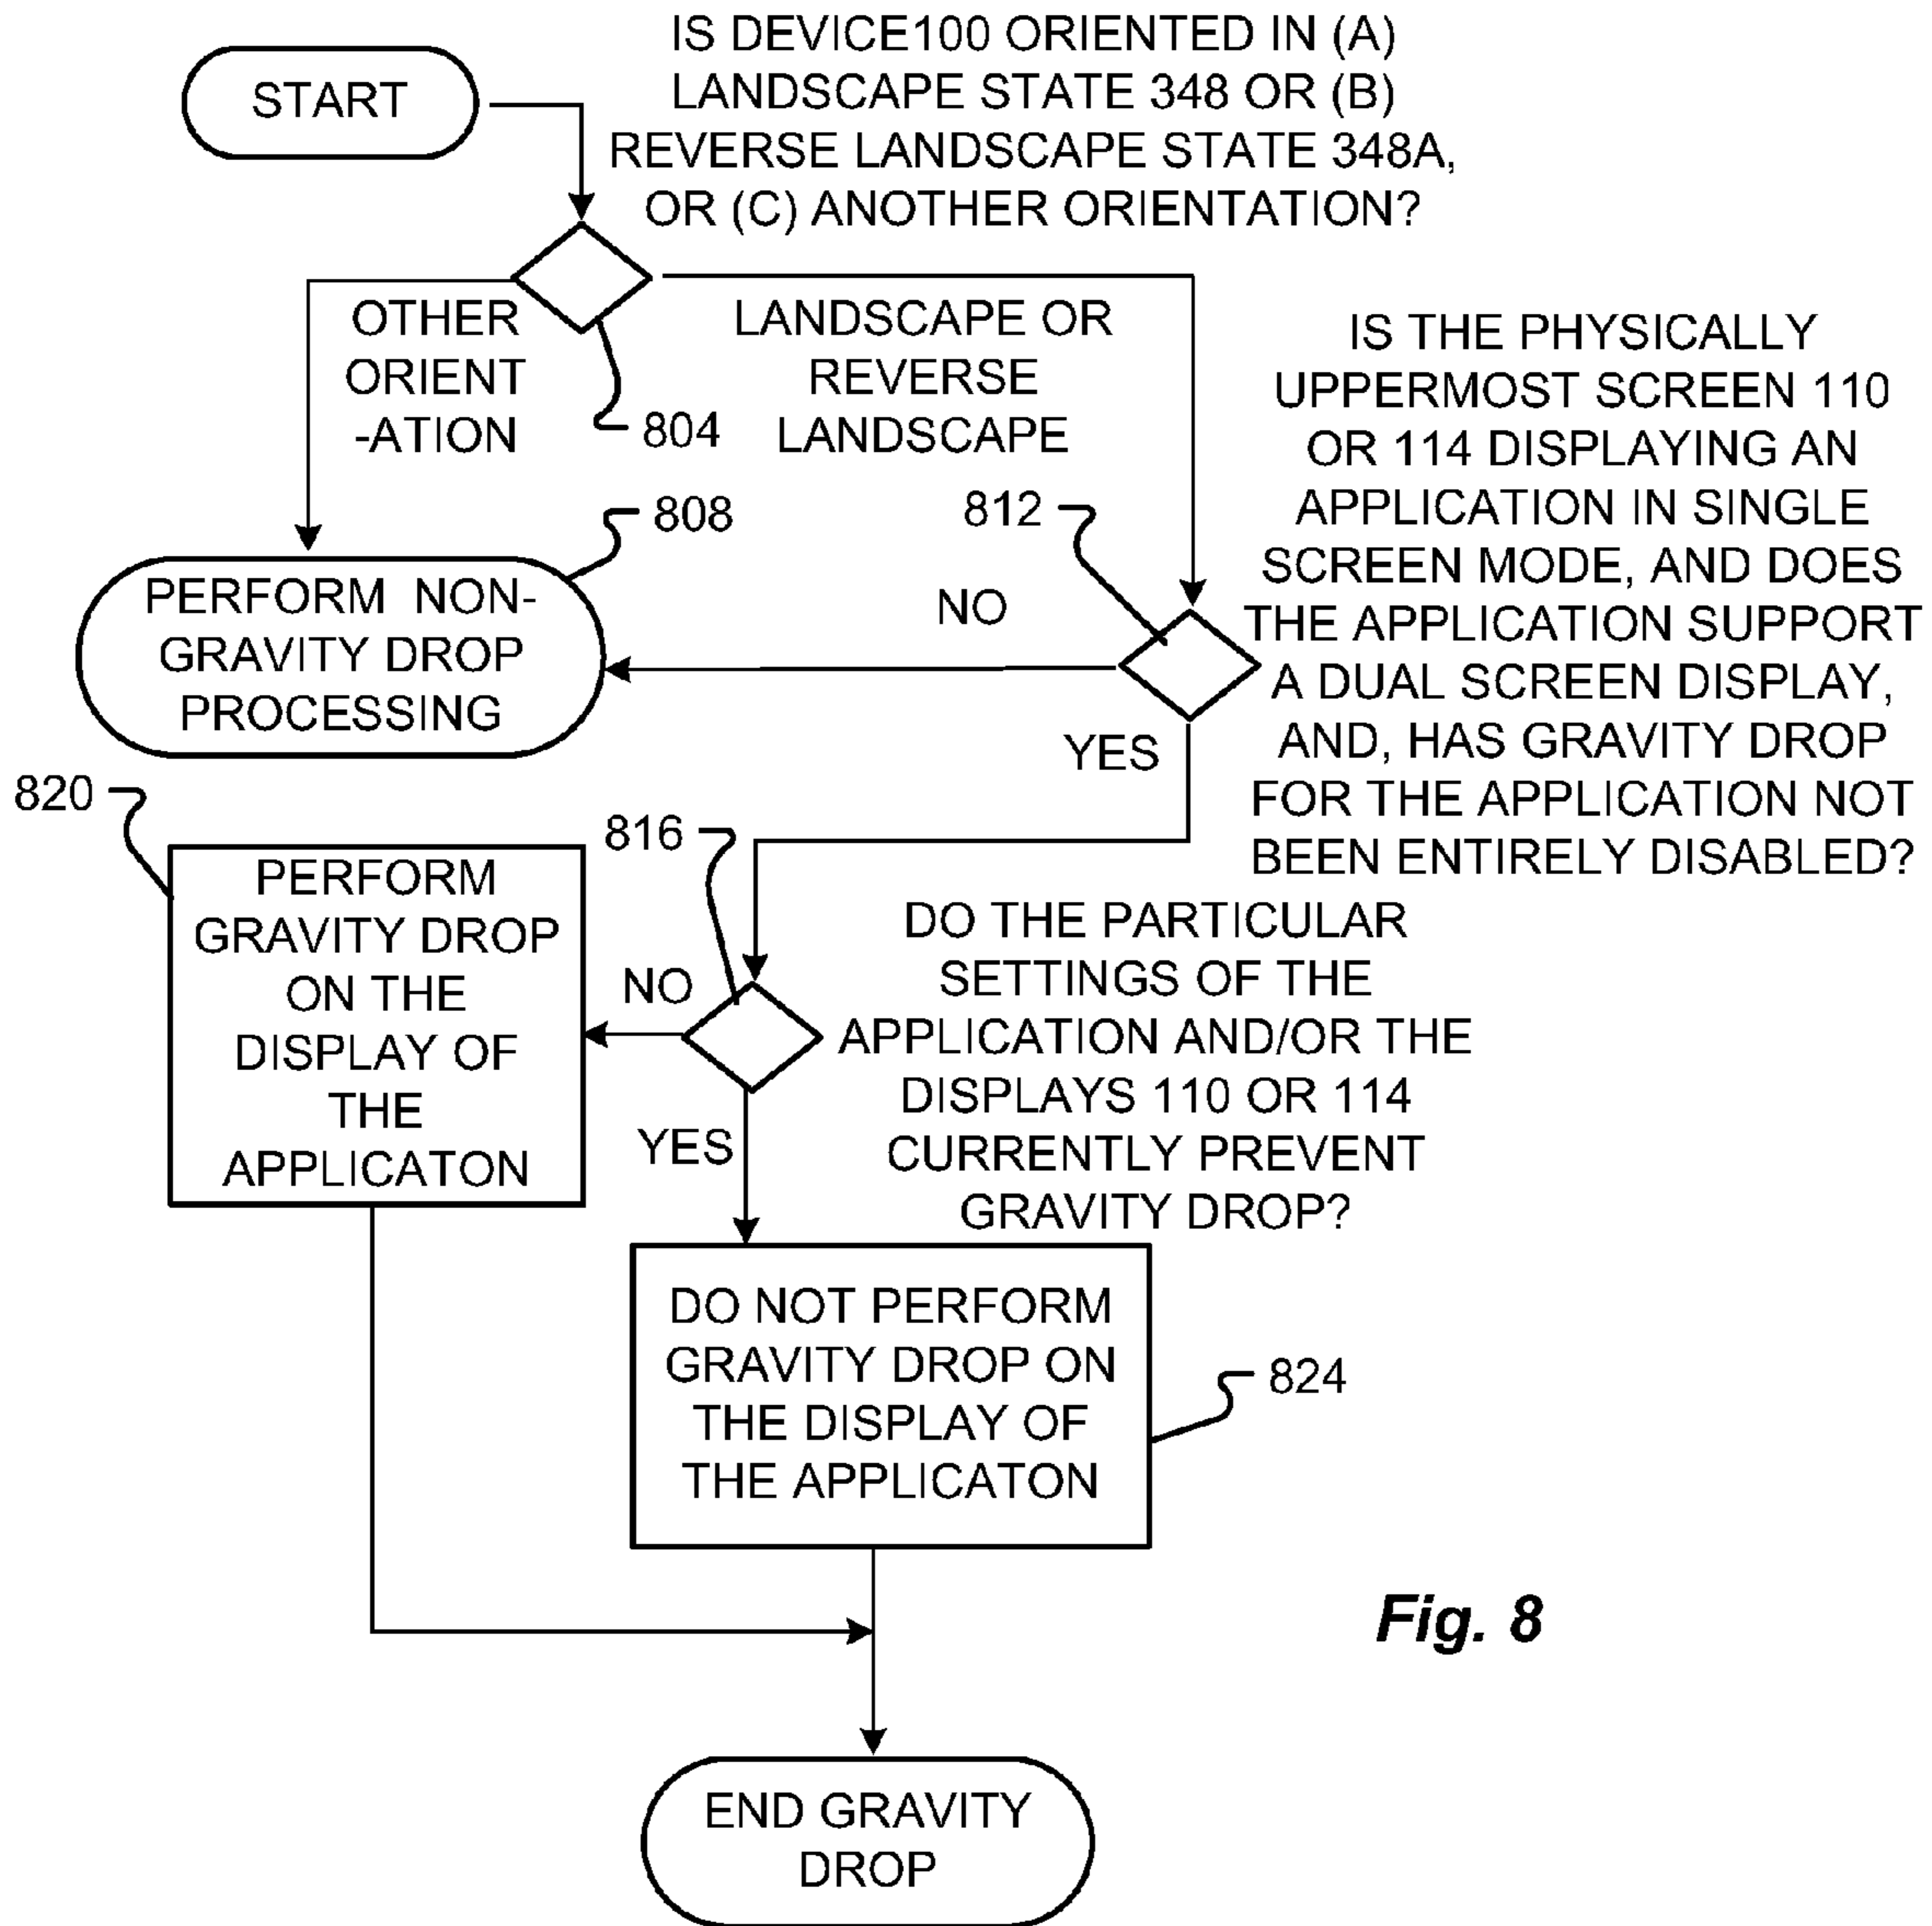 START
IS DEVICE100 ORIENTED IN (A)
LANDSCAPE STATE 348 OR (B)
REVERSE LANDSCAPE STATE 348A,
OR (C) ANOTHER ORIENTATION?
OTHER
ORIENT
-ATION
804
LANDSCAPE OR
REVERSE
LANDSCAPE
808
PERFORM NON-
GRAVITY DROP
PROCESSING
812
NO
YES
IS THE PHYSICALLY
UPPERMOST SCREEN 110
OR 114 DISPLAYING AN
APPLICATION IN SINGLE
SCREEN MODE, AND DOES
THE APPLICATION SUPPORT
A DUAL SCREEN DISPLAY,
AND, HAS GRAVITY DROP
FOR THE APPLICATION NOT
BEEN ENTIRELY DISABLED?
820
PERFORM
GRAVITY DROP
ON THE
DISPLAY OF
THE
APPLICATON
816
NO
YES
DO THE PARTICULAR
SETTINGS OF THE
APPLICATION AND/OR THE
DISPLAYS 110 OR 114
CURRENTLY PREVENT
GRAVITY DROP?
DO NOT PERFORM
GRAVITY DROP ON
THE DISPLAY OF
THE APPLICATON
824
Fig. 8
END GRAVITY
DROP